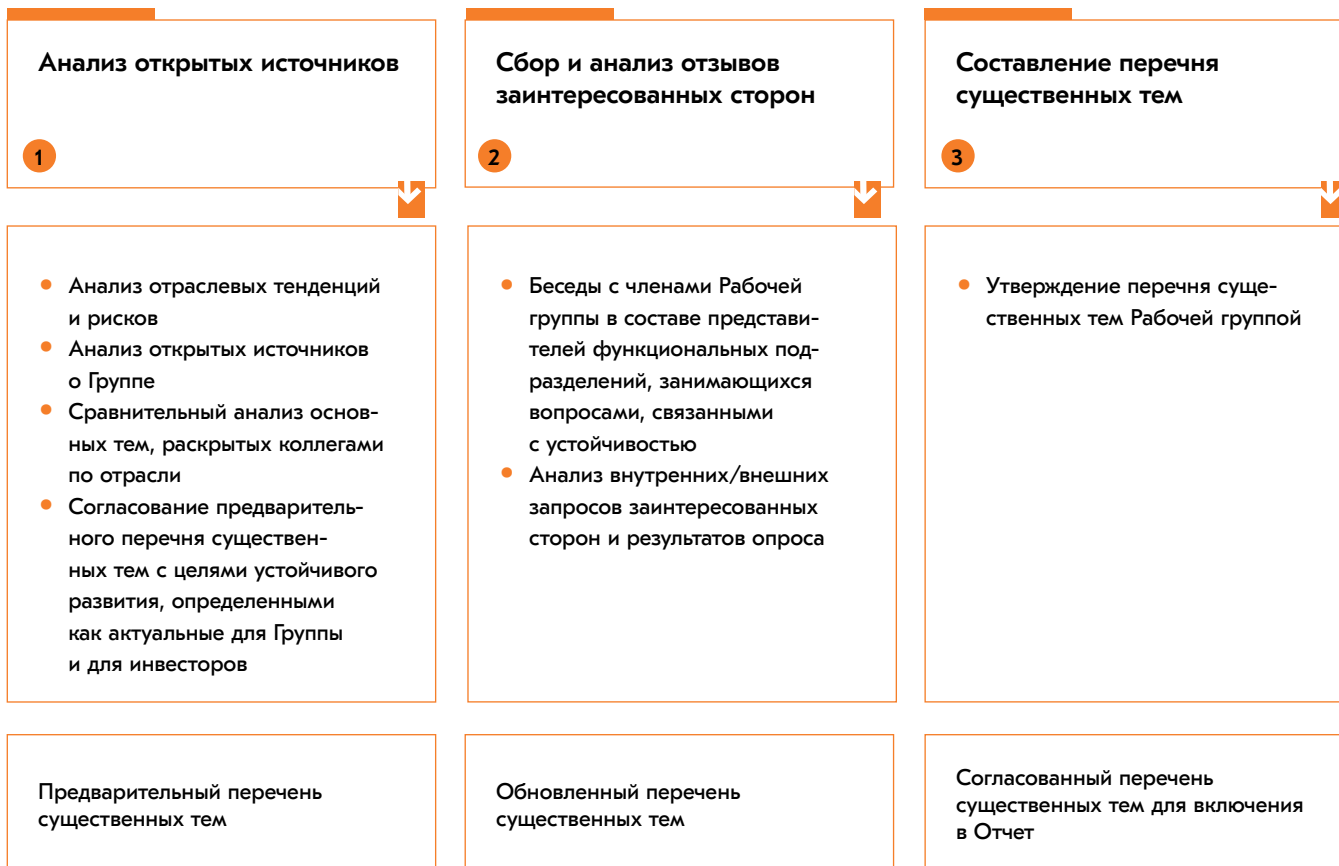 Анализ открытых источников
1
Сбор и анализ отзывов
заинтересованных сторон
2
Составление перечня
существенных тем
3
• Анализ отраслевых тенденций
и рисков
• Анализ открытых источников
о Группе
• Сравнительный анализ основ-
ных тем, раскрытых коллегами
по отрасли
• Согласование предваритель-
ного перечня существен-
ных тем с целями устойчивого
развития, определенными
как актуальные для Группы
и для инвесторов
• Беседы с членами Рабочей
группы в составе представи-
телей функциональных под-
разделений, занимающихся
вопросами, связанными
с устойчивостью
• Анализ внутренних/внешних
запросов заинтересованных
сторон и результатов опроса
• Утверждение перечня суще-
ственных тем Рабочей группой
Предварительный перечень
существенных тем
Обновленный перечень
существенных тем
Согласованный перечень
существенных тем для включения
в Отчет